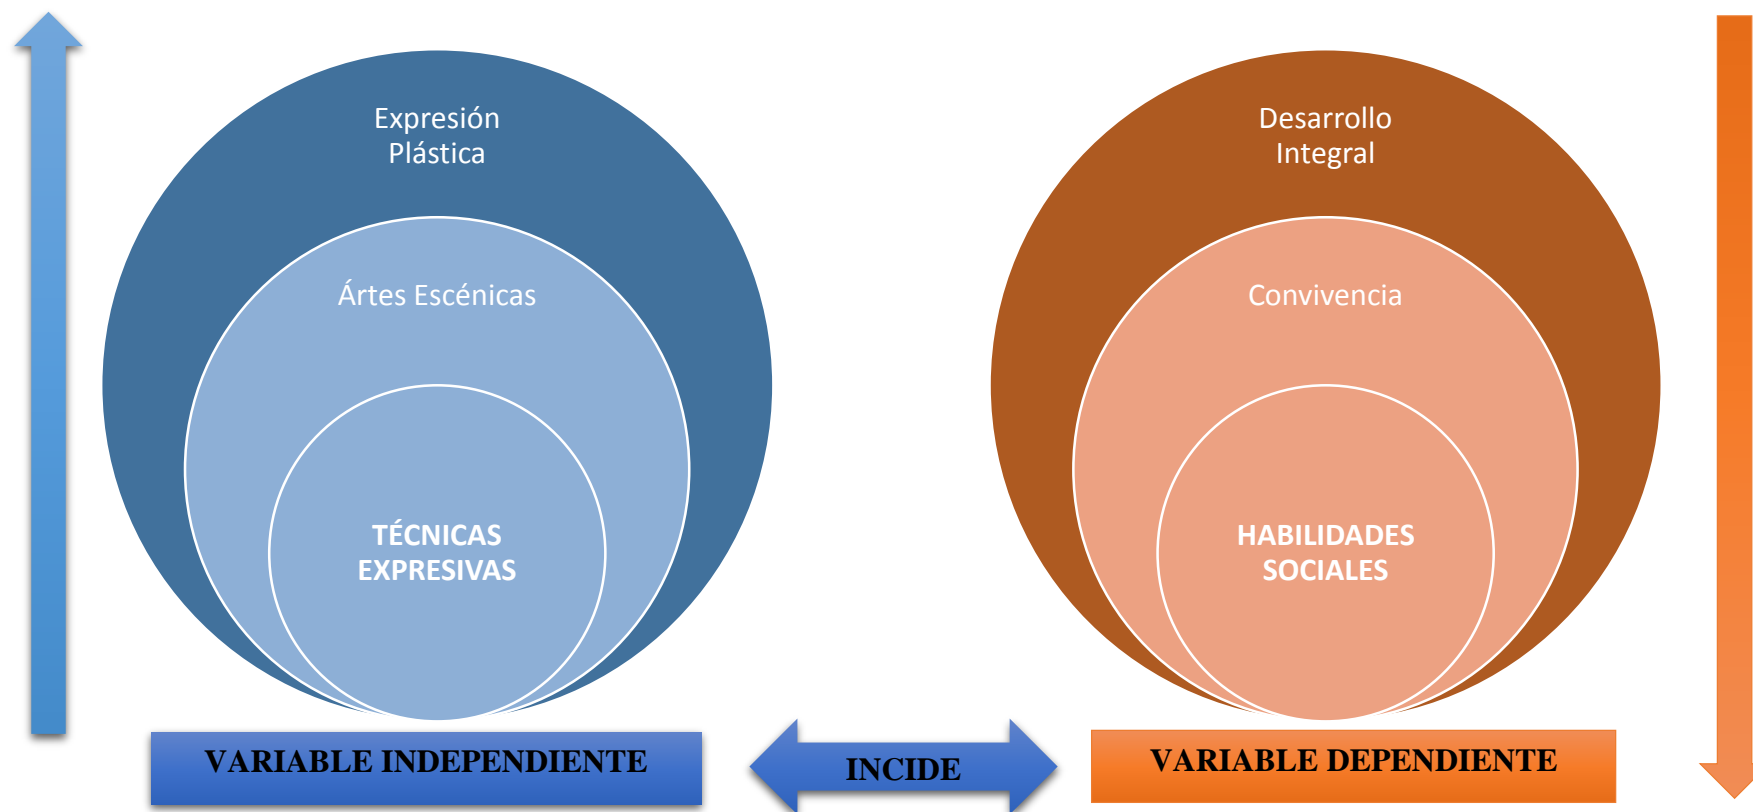 Expresión
Plástica
Ártes Escénicas
TÉCNICAS
EXPRESIVAS
Desarrollo
Integral
Convivencia
HABILIDADES
SOCIALES
VARIABLE INDEPENDIENTE
INCIDE
VARIABLE DEPENDIENTE